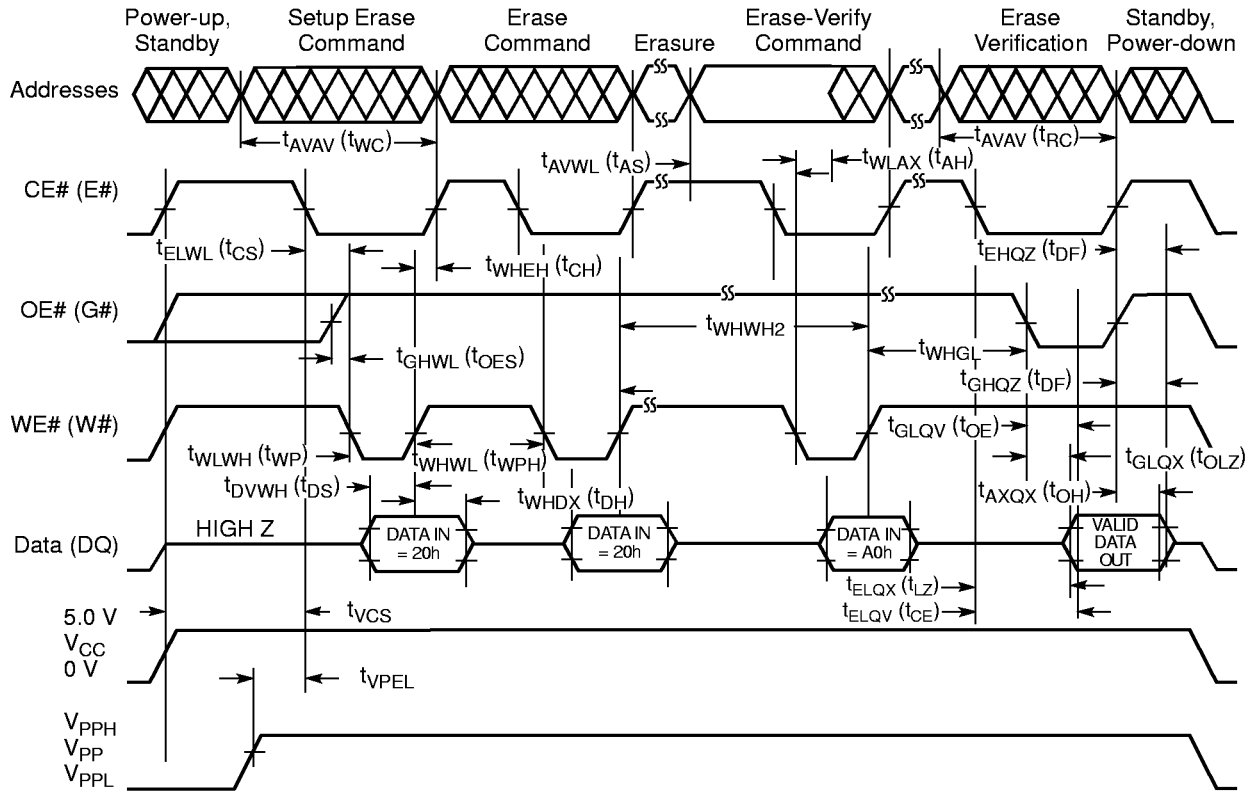 Power-up, Standby
Setup Erase Command
Erase Command
Erasure
Erase-Verify Command
Erase Verification
Standby, Power-down
Addresses
tAVAV (tWC)
tAVAV (tRC)
tAVWL (tAS)
tWLAX (tAH)
CE# (E#)
tELWL (tCS)
tWHEH (tCH)
tEHQZ (tDF)
OE# (G#)
tWHWH2
tGHWL (tOES)
tWHGL
tGHQZ (tDF)
WE# (W#)
tGLQV (tOE)
tWLWH (tWP)
tWHWL (tWPH)
tGLQX (tOLZ)
tDVWH (tDS)
tWHDX (tDH)
tAXQX (tOH)
Data (DQ)
HIGH Z
DATA IN = 20h
DATA IN = 20h
DATA IN = A0h
VALID DATA OUT
tELQX (tLZ)
tELQV (tCE)
5.0 V
VCC
0 V
tVCS
tVPEL
VPPH
VPP
VPPL